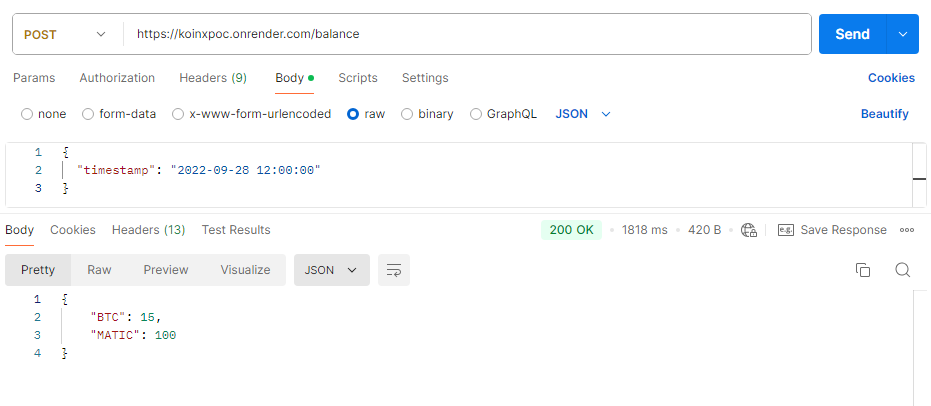 POST https://koinxpoc.onrender.com/balance Send
Params Authorization Headers (9) Body Scripts Settings Cookies
none form-data x-www-form-urlencoded raw binary GraphQL JSON Beautify
1 {
2 "timestamp": "2022-09-28 12:00:00"
3 }
Body Cookies Headers (13) Test Results 200 OK 1818 ms 420 B e.g. Save Response
Pretty Raw Preview Visualize JSON
1 {
2 "BTC": 15,
3 "MATIC": 100
4 }